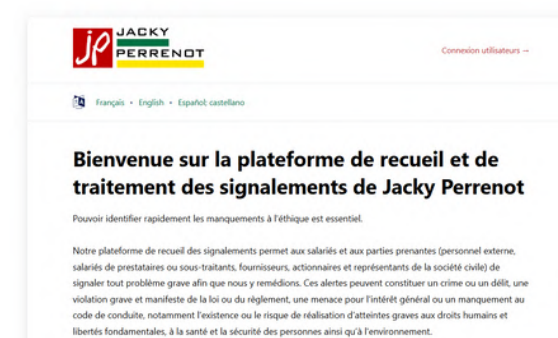 jp JACKY
PERRENOT
Connexion utilisateurs →
Français • English • Español; castellano
Bienvenue sur la plateforme de recueil et de
traitement des signalements de Jacky Perrenot
Pouvoir identifier rapidement les manquements à l'éthique est essentiel.
Notre plateforme de recueil des signalements permet aux salariés et aux parties prenantes (personnel externe,
salariés de prestataires ou sous-traitants, fournisseurs, actionnaires et représentants de la société civile) de
signaler tout problème grave afin que nous y remédions. Ces alertes peuvent constituer un crime ou un délit, une
violation grave et manifeste de la loi ou du règlement, une menace pour l'intérêt général ou un manquement au
code de conduite, notamment l'existence ou le risque de réalisation d'atteintes graves aux droits humains et
libertés fondamentales, à la santé et la sécurité des personnes ainsi qu'à l'environnement.